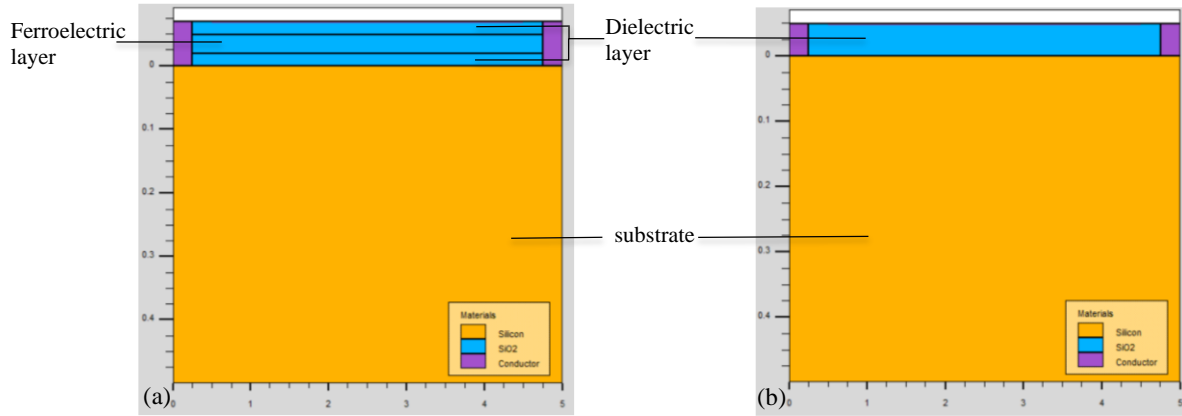 Ferroelectric
layer
Dielectric
layer
substrate
0
0.1
0.2
0.3
0.4
Materials
Silicon
SiO2
Conductor
(a)
0
1
2
3
4
5
0
0.1
0.2
0.3
0.4
Materials
Silicon
SiO2
Conductor
(b)
0
1
2
3
4
5